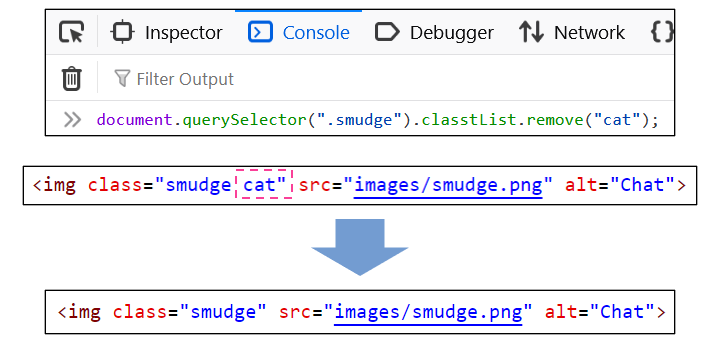 Inspector Console Debugger Network {}
Filter Output
>> document.querySelector(".smudge").classtList.remove("cat");
<img class="smudge cat" src="images/smudge.png" alt="Chat">
<img class="smudge" src="images/smudge.png" alt="Chat">